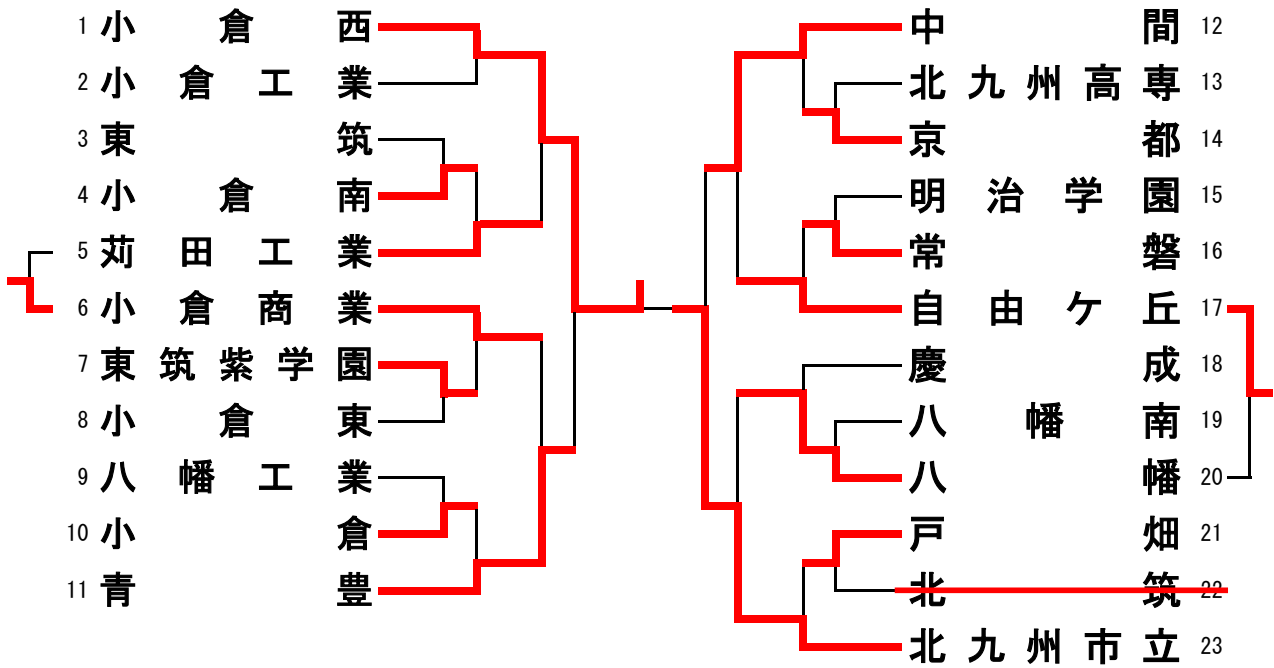 1 小倉西
2 小倉工業
3 東筑
4 小倉南
5 苅田工業
6 小倉商業
7 東筑紫学園
8 小倉東
9 八幡工業
10 小倉
11 青豊
中間 12
北九州高専 13
京都 14
明治学園 15
常磐 16
自由ケ丘 17
慶成 18
八幡南 19
八幡 20
戸畑 21
北筑 22
北九州市立 23